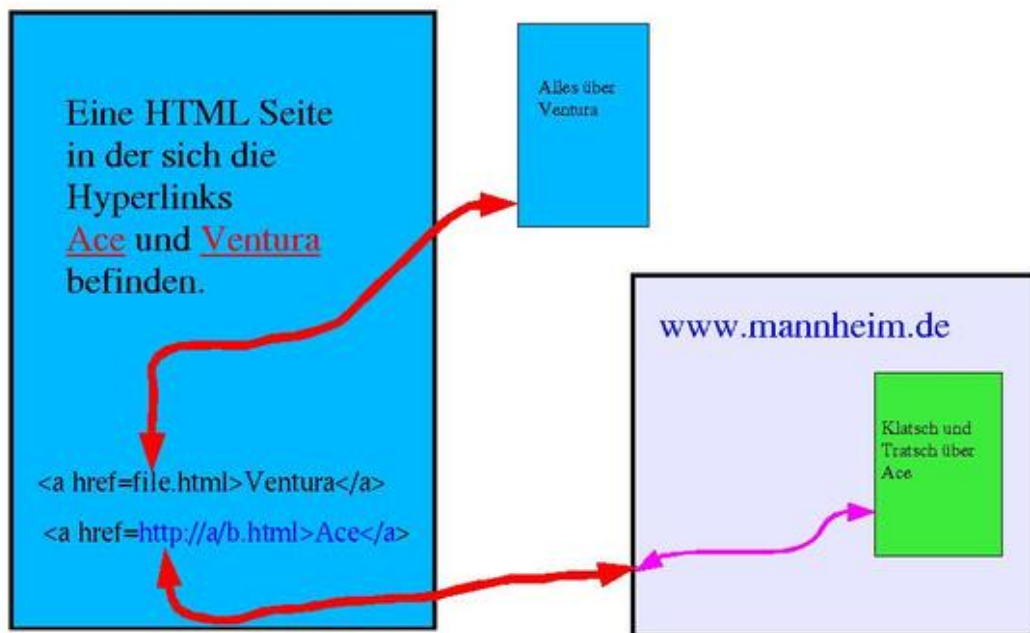 Eine HTML Seite
in der sich die
Hyperlinks
Ace und Ventura
befinden.
<a href=file.html>Ventura</a>
<a href=http://a/b.html>Ace</a>
Alles über
Ventura
www.mannheim.de
Klatsch und
Tratsch über
Ace